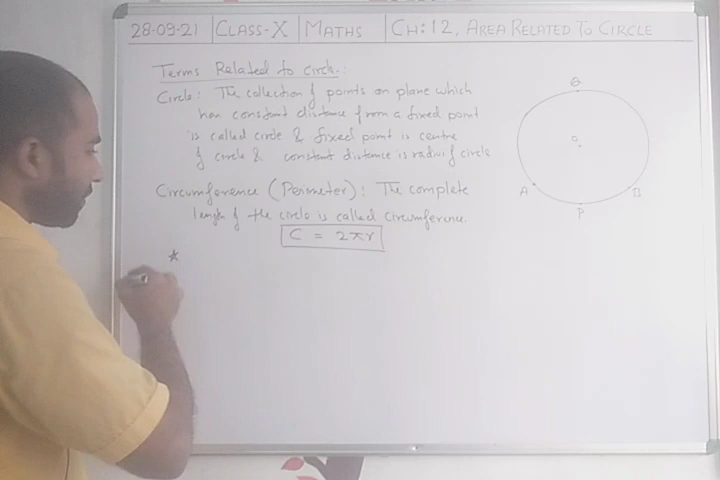 28-09-21 | CLASS-X | MATHS | CH:12, AREA RELATED TO CIRCLE
Terms Related to circle:
Circle: The collection of points on plane which
has constant distance from a fixed point
is called circle & fixed point is centre
of circle & constant distance is radius of circle
Circumference (Perimeter): The complete
length of the circle is called circumference
C = 2πr
*
Q
O
A
B
P